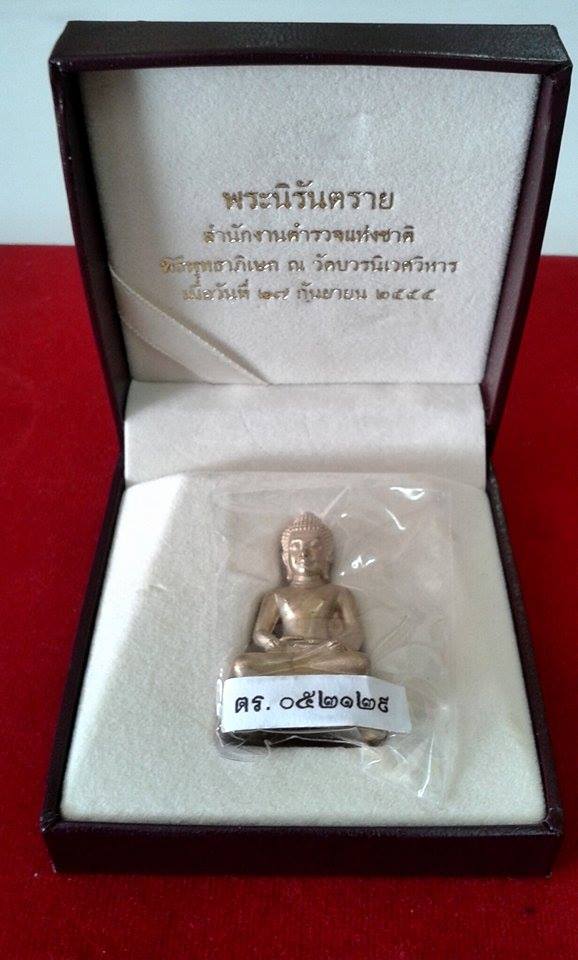 พระนิรันตราย
สำนักงานตำรวจแห่งชาติ
พิธีพุทธาภิเษก ณ วัดบวรนิเวศวิหาร
เมื่อวันที่ ๒๗ กันยายน ๒๕๕๕
ตร. ๐๕๒๑๒๙